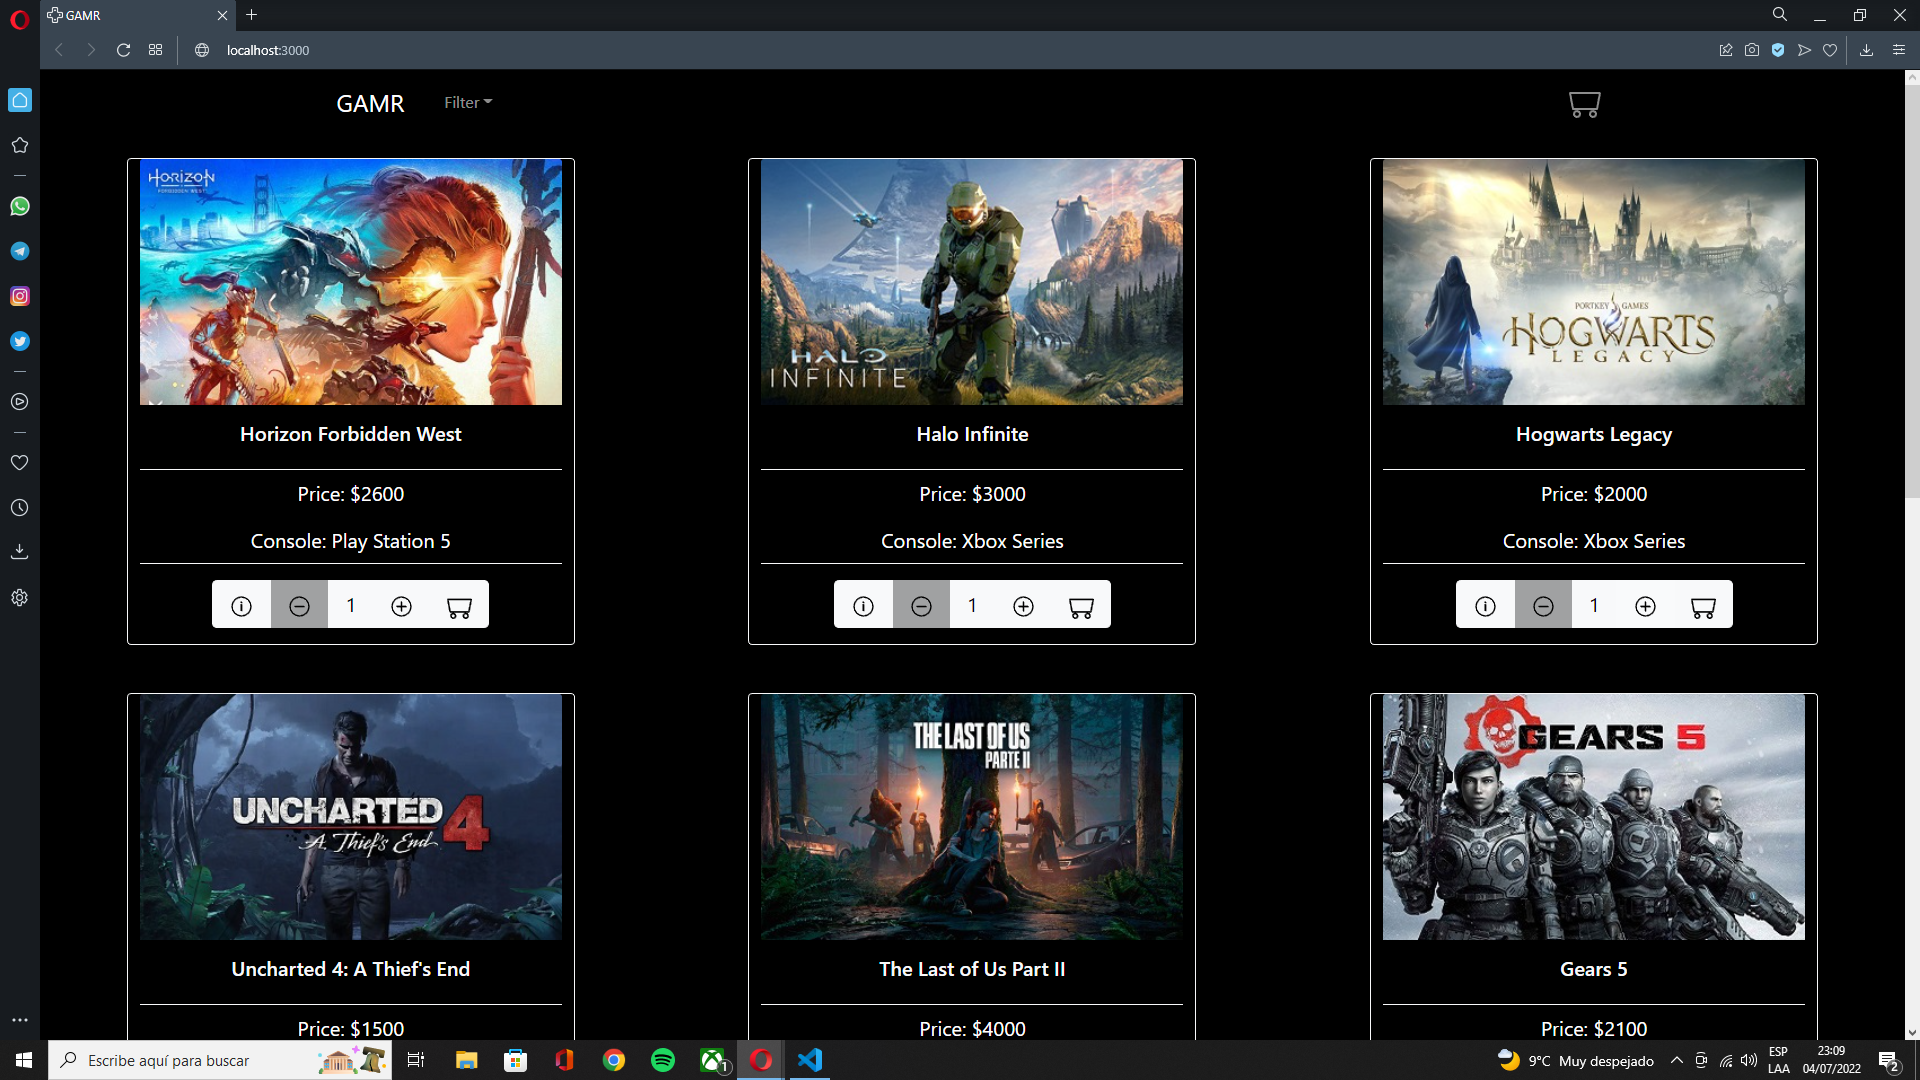 GAMR
localhost:3000
GAMR
Filter
HORIZON
FORBIDDEN WEST
HALO
INFINITE
PORTKEY GAMES
HOGWARTS
LEGACY
Horizon Forbidden West
Halo Infinite
Hogwarts Legacy
Price: $2600
Price: $3000
Price: $2000
Console: Play Station 5
Console: Xbox Series
Console: Xbox Series
1
1
1
UNCHARTED 4
A Thief's End
THE LAST OF US
PARTE II
GEARS 5
Uncharted 4: A Thief's End
The Last of Us Part II
Gears 5
Price: $1500
Price: $4000
Price: $2100
Escribe aquí para buscar
1
9°C Muy despejado
ESP
LAA
23:09
04/07/2022
2